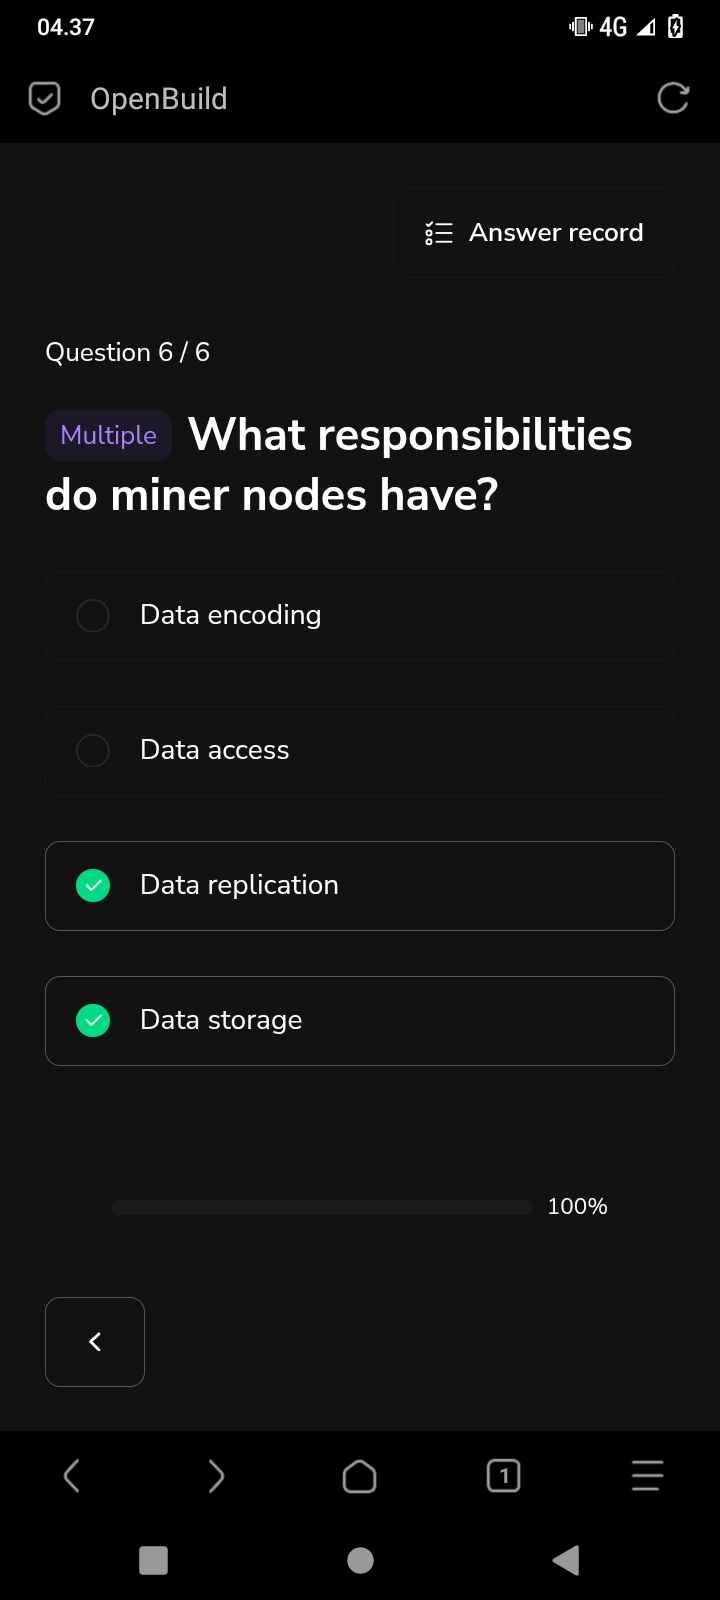 04.37
4G
OpenBuild
Answer record
Question 6 / 6
Multiple What responsibilities
do miner nodes have?
Data encoding
Data access
Data replication
Data storage
100%
1